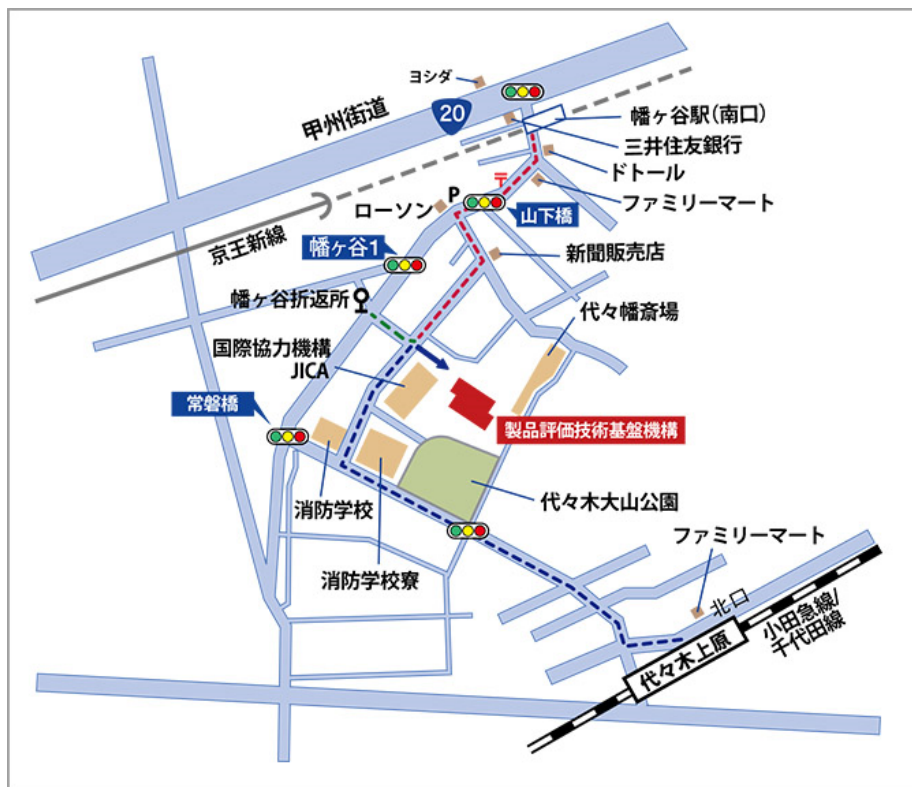 ヨシダ
甲州街道
20
幡ヶ谷駅(南口)
三井住友銀行
ドトール
ファミリーマート
〒
P
ローソン
山下橋
京王新線
幡ヶ谷1
新聞販売店
幡ヶ谷折返所
代々幡斎場
国際協力機構
JICA
常磐橋
製品評価技術基盤機構
消防学校
代々木大山公園
消防学校寮
ファミリーマート
北口
小田急線/
千代田線
代々木上原